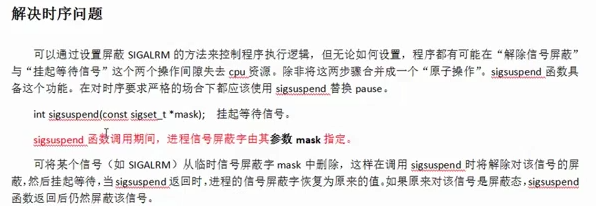 解决时序问题
可以通过设置屏蔽 SIGALRM 的方法来控制程序执行逻辑，但无论如何设置，程序都有可能在“解除信号屏蔽”
与“挂起等待信号”这个两个操作间隙失去 cpu 资源。除非将这两步骤合并成一个“原子操作”。sigsuspend 函数具
备这个功能。在对时序要求严格的场合下都应该使用 sigsuspend 替换 pause。
int sigsuspend(const sigset_t *mask); 挂起等待信号。
sigsuspend 函数调用期间，进程信号屏蔽字由其参数 mask 指定。
可将某个信号（如 SIGALRM）从临时信号屏蔽字 mask 中删除，这样在调用 sigsuspend 时将解除对该信号的屏
蔽，然后挂起等待，当 sigsuspend 返回时，进程的信号屏蔽字恢复为原来的值。如果原来对该信号是屏蔽态，sigsuspend
函数返回后仍然屏蔽该信号。